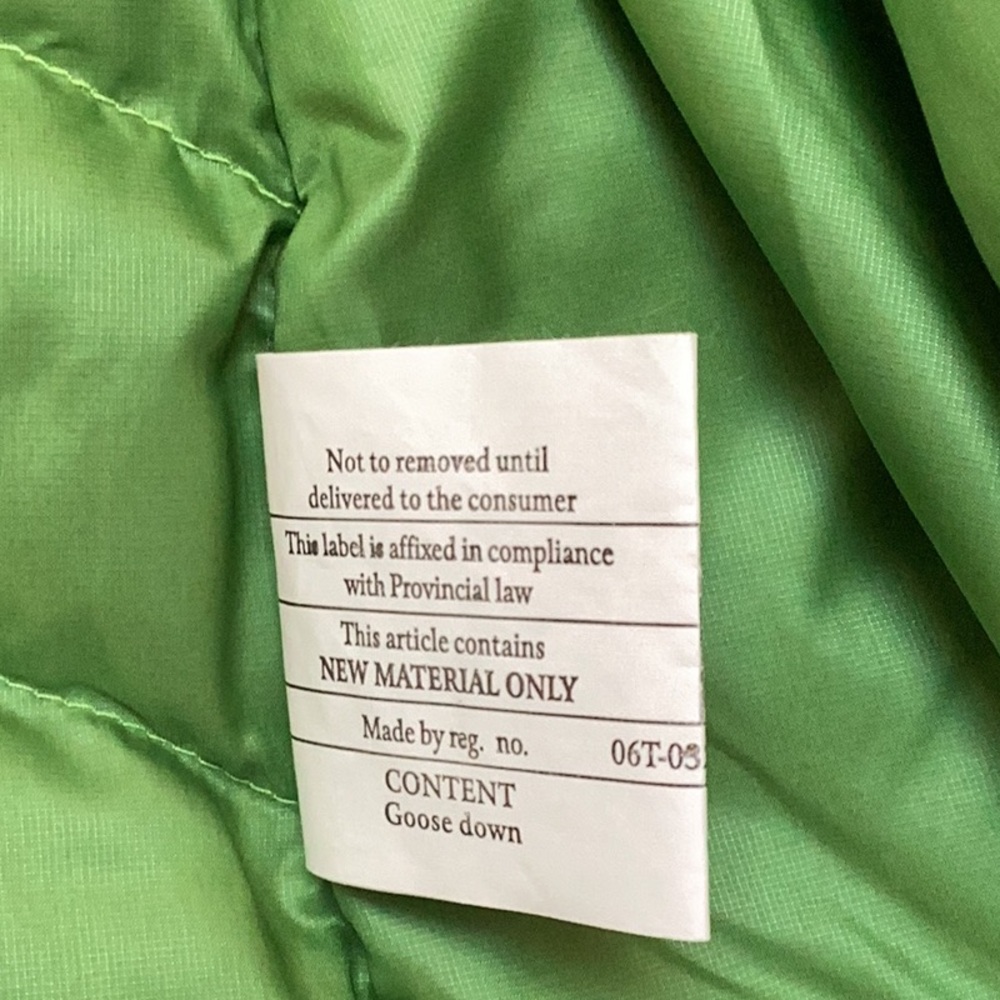 Not to removed until
delivered to the consumer
This label is affixed in compliance
with Provincial law
This article contains
NEW MATERIAL ONLY
Made by reg. no. 06T-03
CONTENT
Goose down